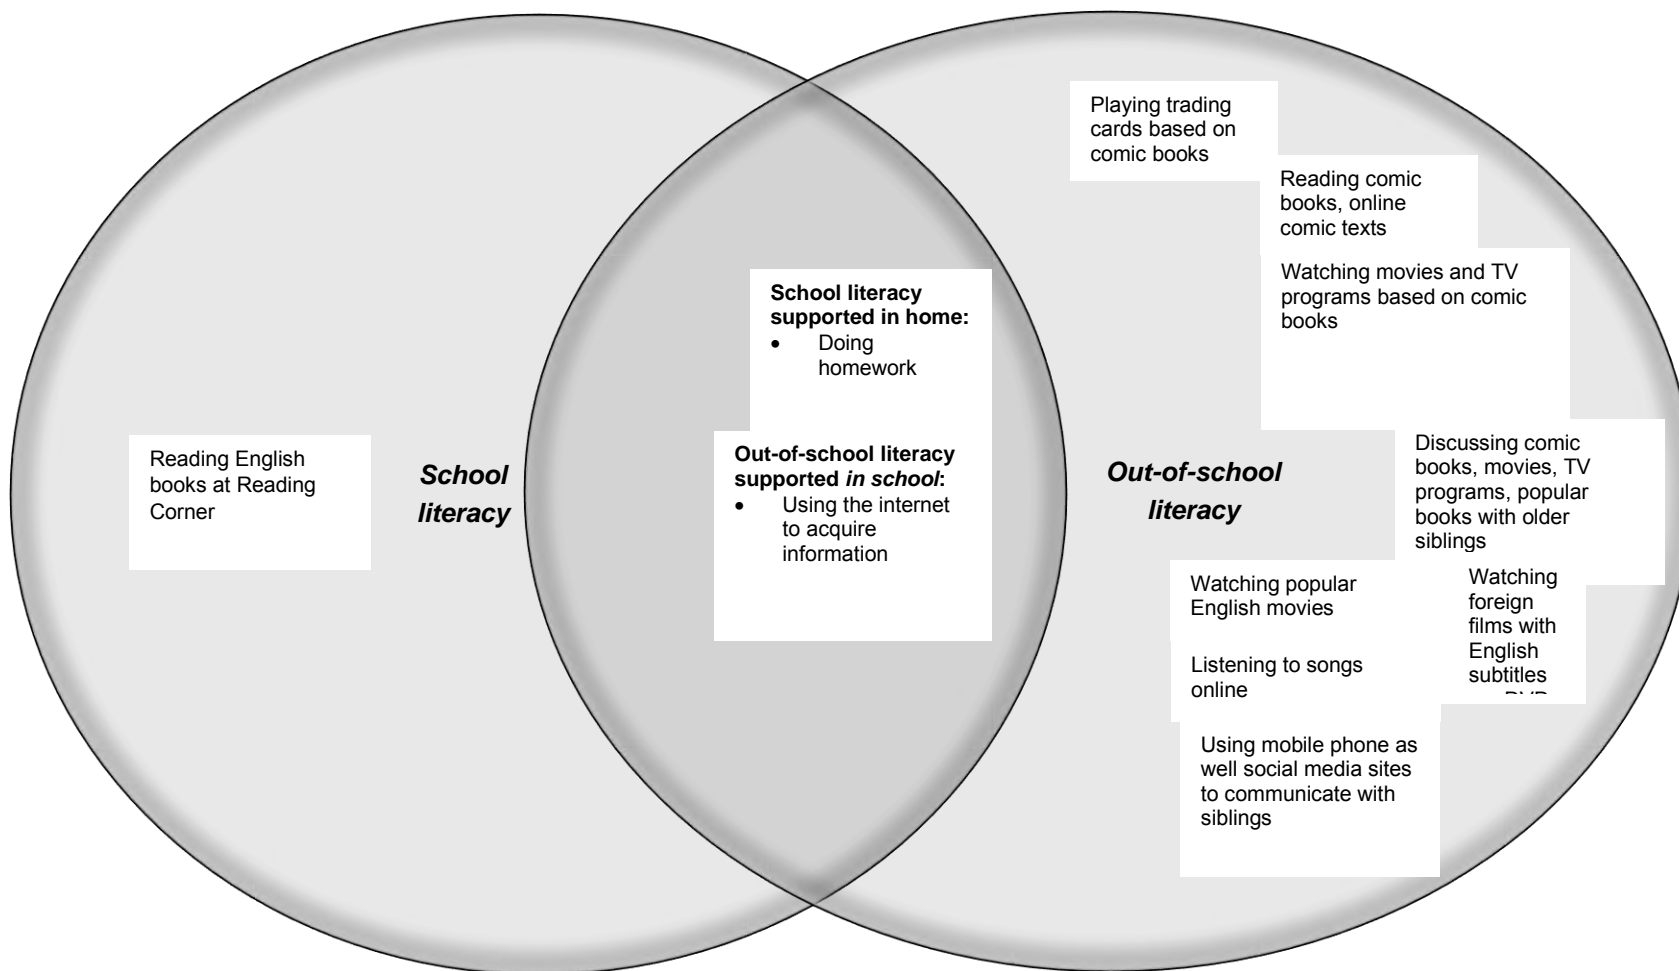 Playing trading
cards based on
comic books
Reading comic
books, online
comic texts
Watching movies and TV
programs based on comic
books
School literacy
supported in home:
• Doing
homework
Reading English
books at Reading
Corner
School
literacy
Out-of-school literacy
supported in school:
• Using the internet
to acquire
information
Out-of-school
literacy
Discussing comic
books, movies, TV
programs, popular
books with older
siblings
Watching popular
English movies
Watching
foreign
films with
English
subtitles
Listening to songs
online
Using mobile phone as
well social media sites
to communicate with
siblings